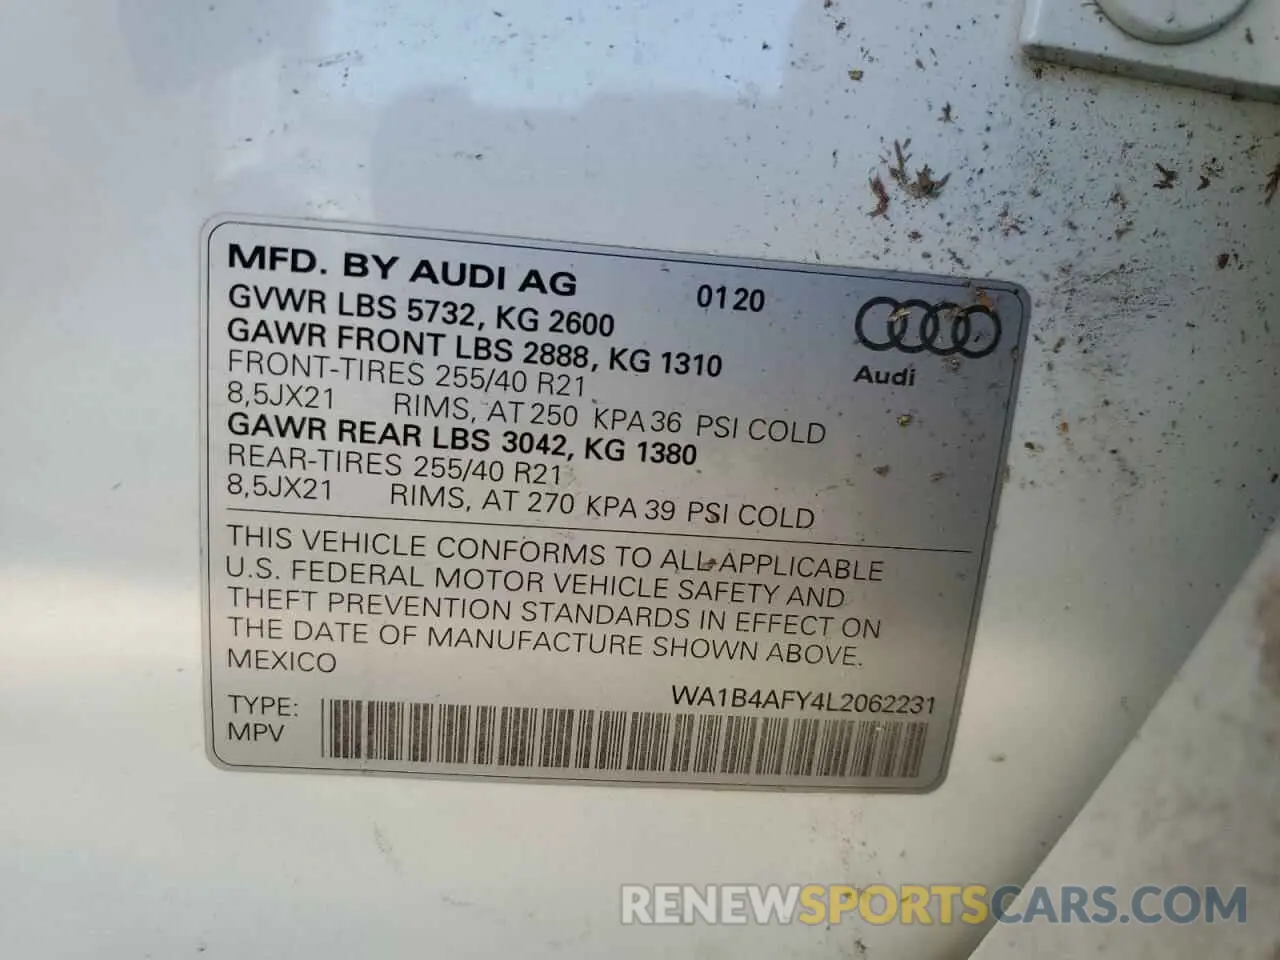 MFD. BY AUDI AG 0120
GVWR LBS 5732, KG 2600
GAWR FRONT LBS 2888, KG 1310
FRONT-TIRES 255/40 R21
8,5JX21 RIMS, AT 250 KPA 36 PSI COLD
GAWR REAR LBS 3042, KG 1380
REAR-TIRES 255/40 R21
8,5JX21 RIMS, AT 270 KPA 39 PSI COLD
Audi
THIS VEHICLE CONFORMS TO ALL APPLICABLE
U.S. FEDERAL MOTOR VEHICLE SAFETY AND
THEFT PREVENTION STANDARDS IN EFFECT ON
THE DATE OF MANUFACTURE SHOWN ABOVE.
MEXICO
WA1B4AFY4L2062231
TYPE:
MPV
RENEWSPORTSCARS.COM